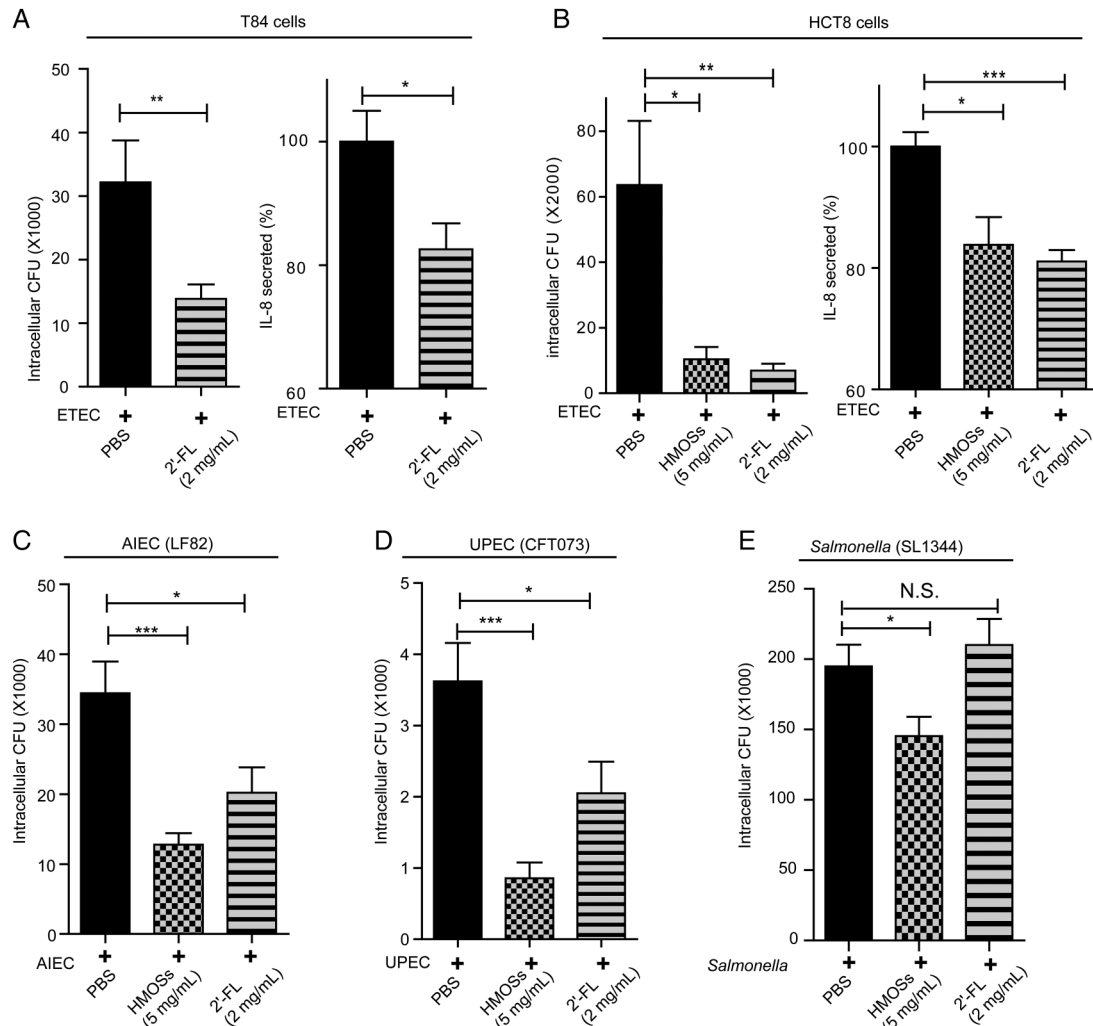 A
T84 cells
Intracellular CFU (X1000)
50
40
30
20
10
0
**
ETEC
+
+
PBS
2'-FL
(2 mg/mL)
IL-8 secreted (%)
100
80
60
*
+
+
PBS
2'-FL
(2 mg/mL)
B
HCT8 cells
intracellular CFU (X2000)
80
60
40
20
0
**
*
ETEC
+
+
+
PBS
HMOSs
(5 mg/mL)
2'-FL
(2 mg/mL)
IL-8 secreted (%)
100
80
60
***
*
ETEC
+
+
+
PBS
HMOSs
(5 mg/mL)
2'-FL
(2 mg/mL)
C
AIEC (LF82)
Intracellular CFU (X1000)
50
40
30
20
10
0
*
***
AIEC
+
+
+
PBS
HMOSs
(5 mg/mL)
2'-FL
(2 mg/mL)
D
UPEC (CFT073)
Intracellular CFU (X1000)
5
4
3
2
1
0
*
***
UPEC
+
+
+
PBS
HMOSs
(5 mg/mL)
2'-FL
(2 mg/mL)
E
Salmonella (SL1344)
Intracellular CFU (X1000)
250
200
150
100
50
0
N.S.
*
Salmonella
+
+
+
PBS
HMOSs
(5 mg/mL)
2'-FL
(2 mg/mL)